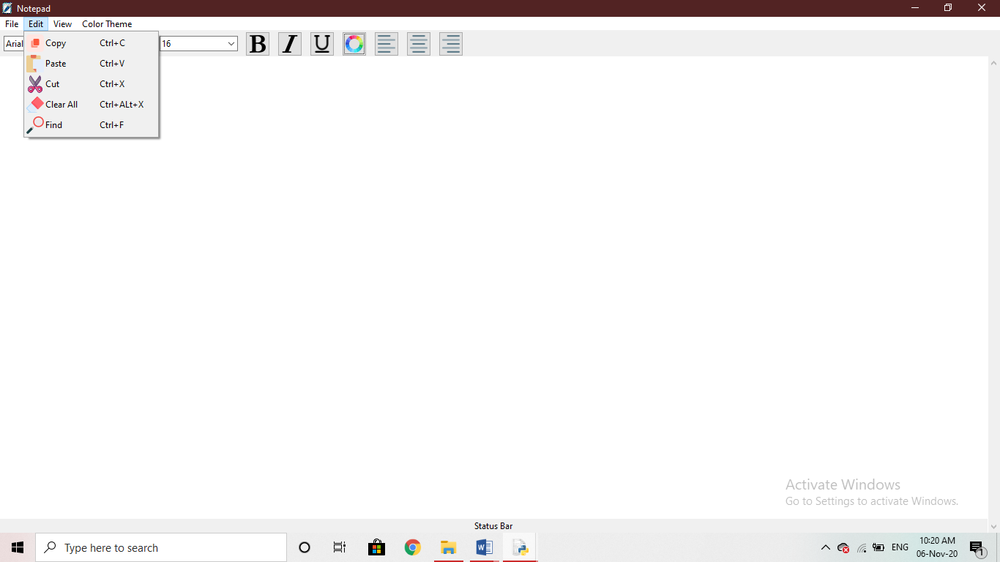 Notepad
File Edit View Color Theme
Arial 16 B I U
Copy Ctrl+C
Paste Ctrl+V
Cut Ctrl+X
Clear All Ctrl+ALt+X
Find Ctrl+F
Activate Windows
Go to Settings to activate Windows.
Status Bar
Type here to search
ENG
10:20 AM
06-Nov-20
1